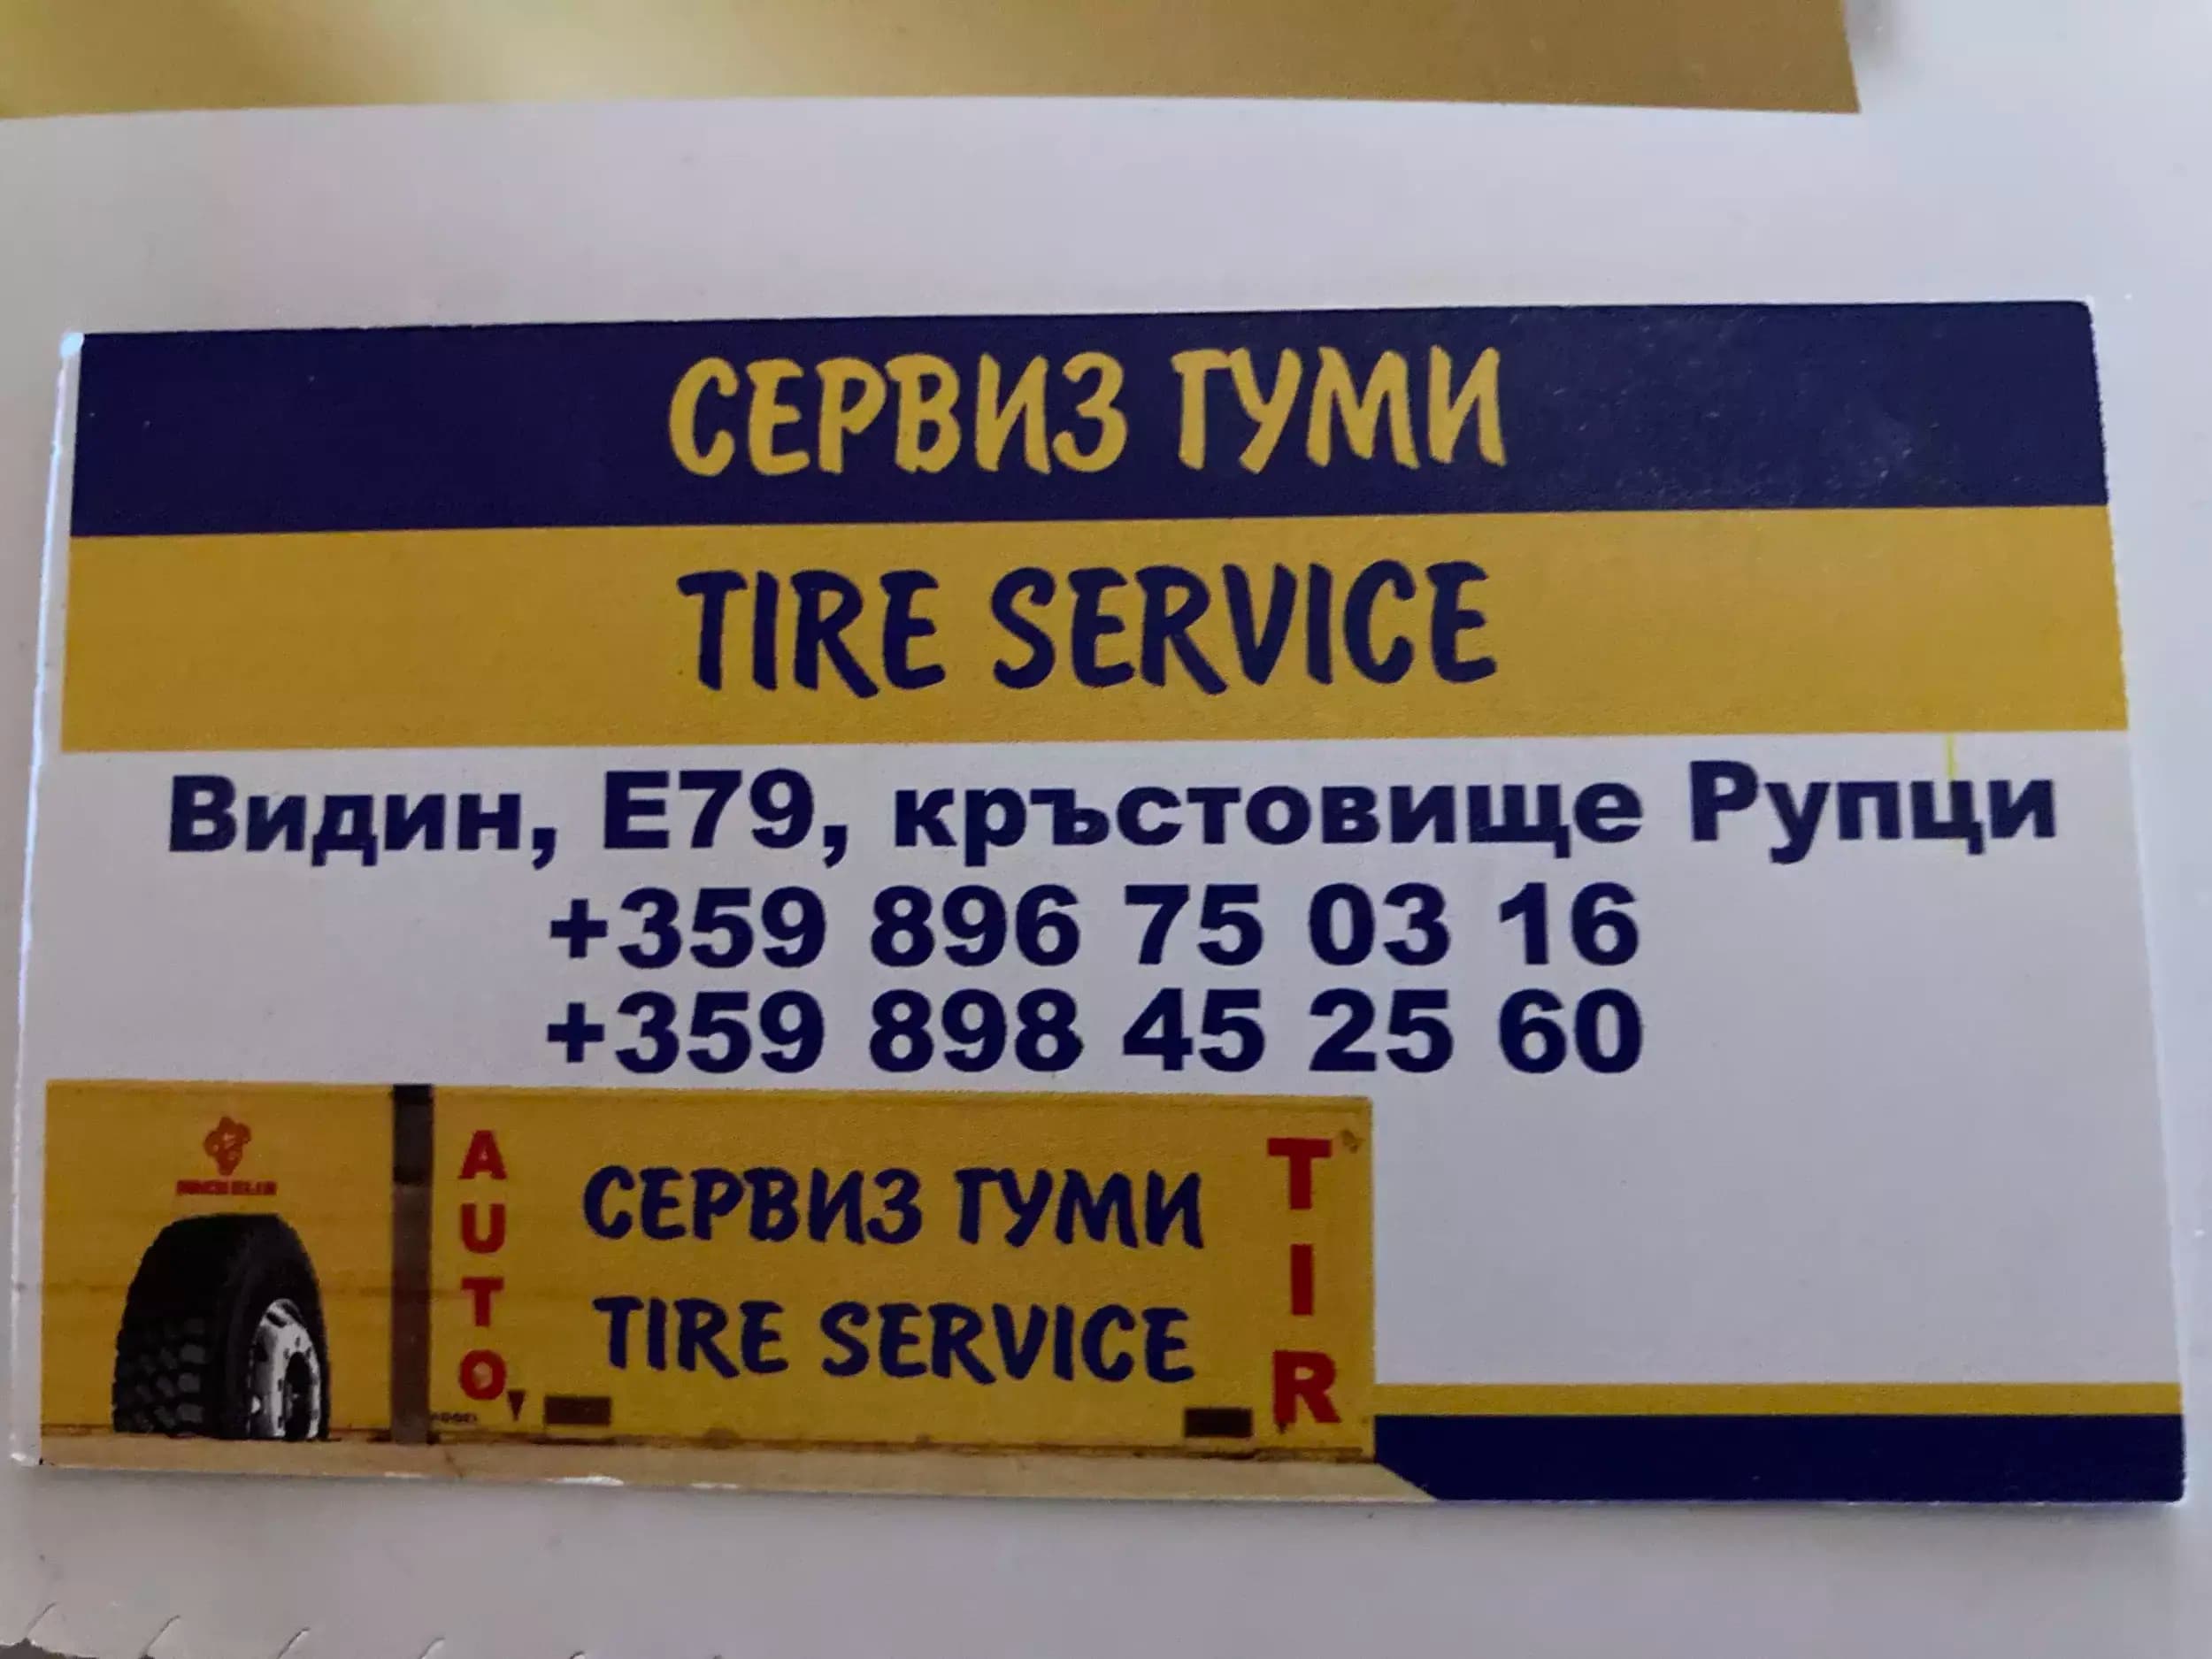 СЕРВИЗ ГУМИ
TIRE SERVICE
Видин, Е79, кръстовище Рупци
+359 896 75 03 16
+359 898 45 25 60
AUTO
СЕРВИЗ ГУМИ
TIRE SERVICE
TIR